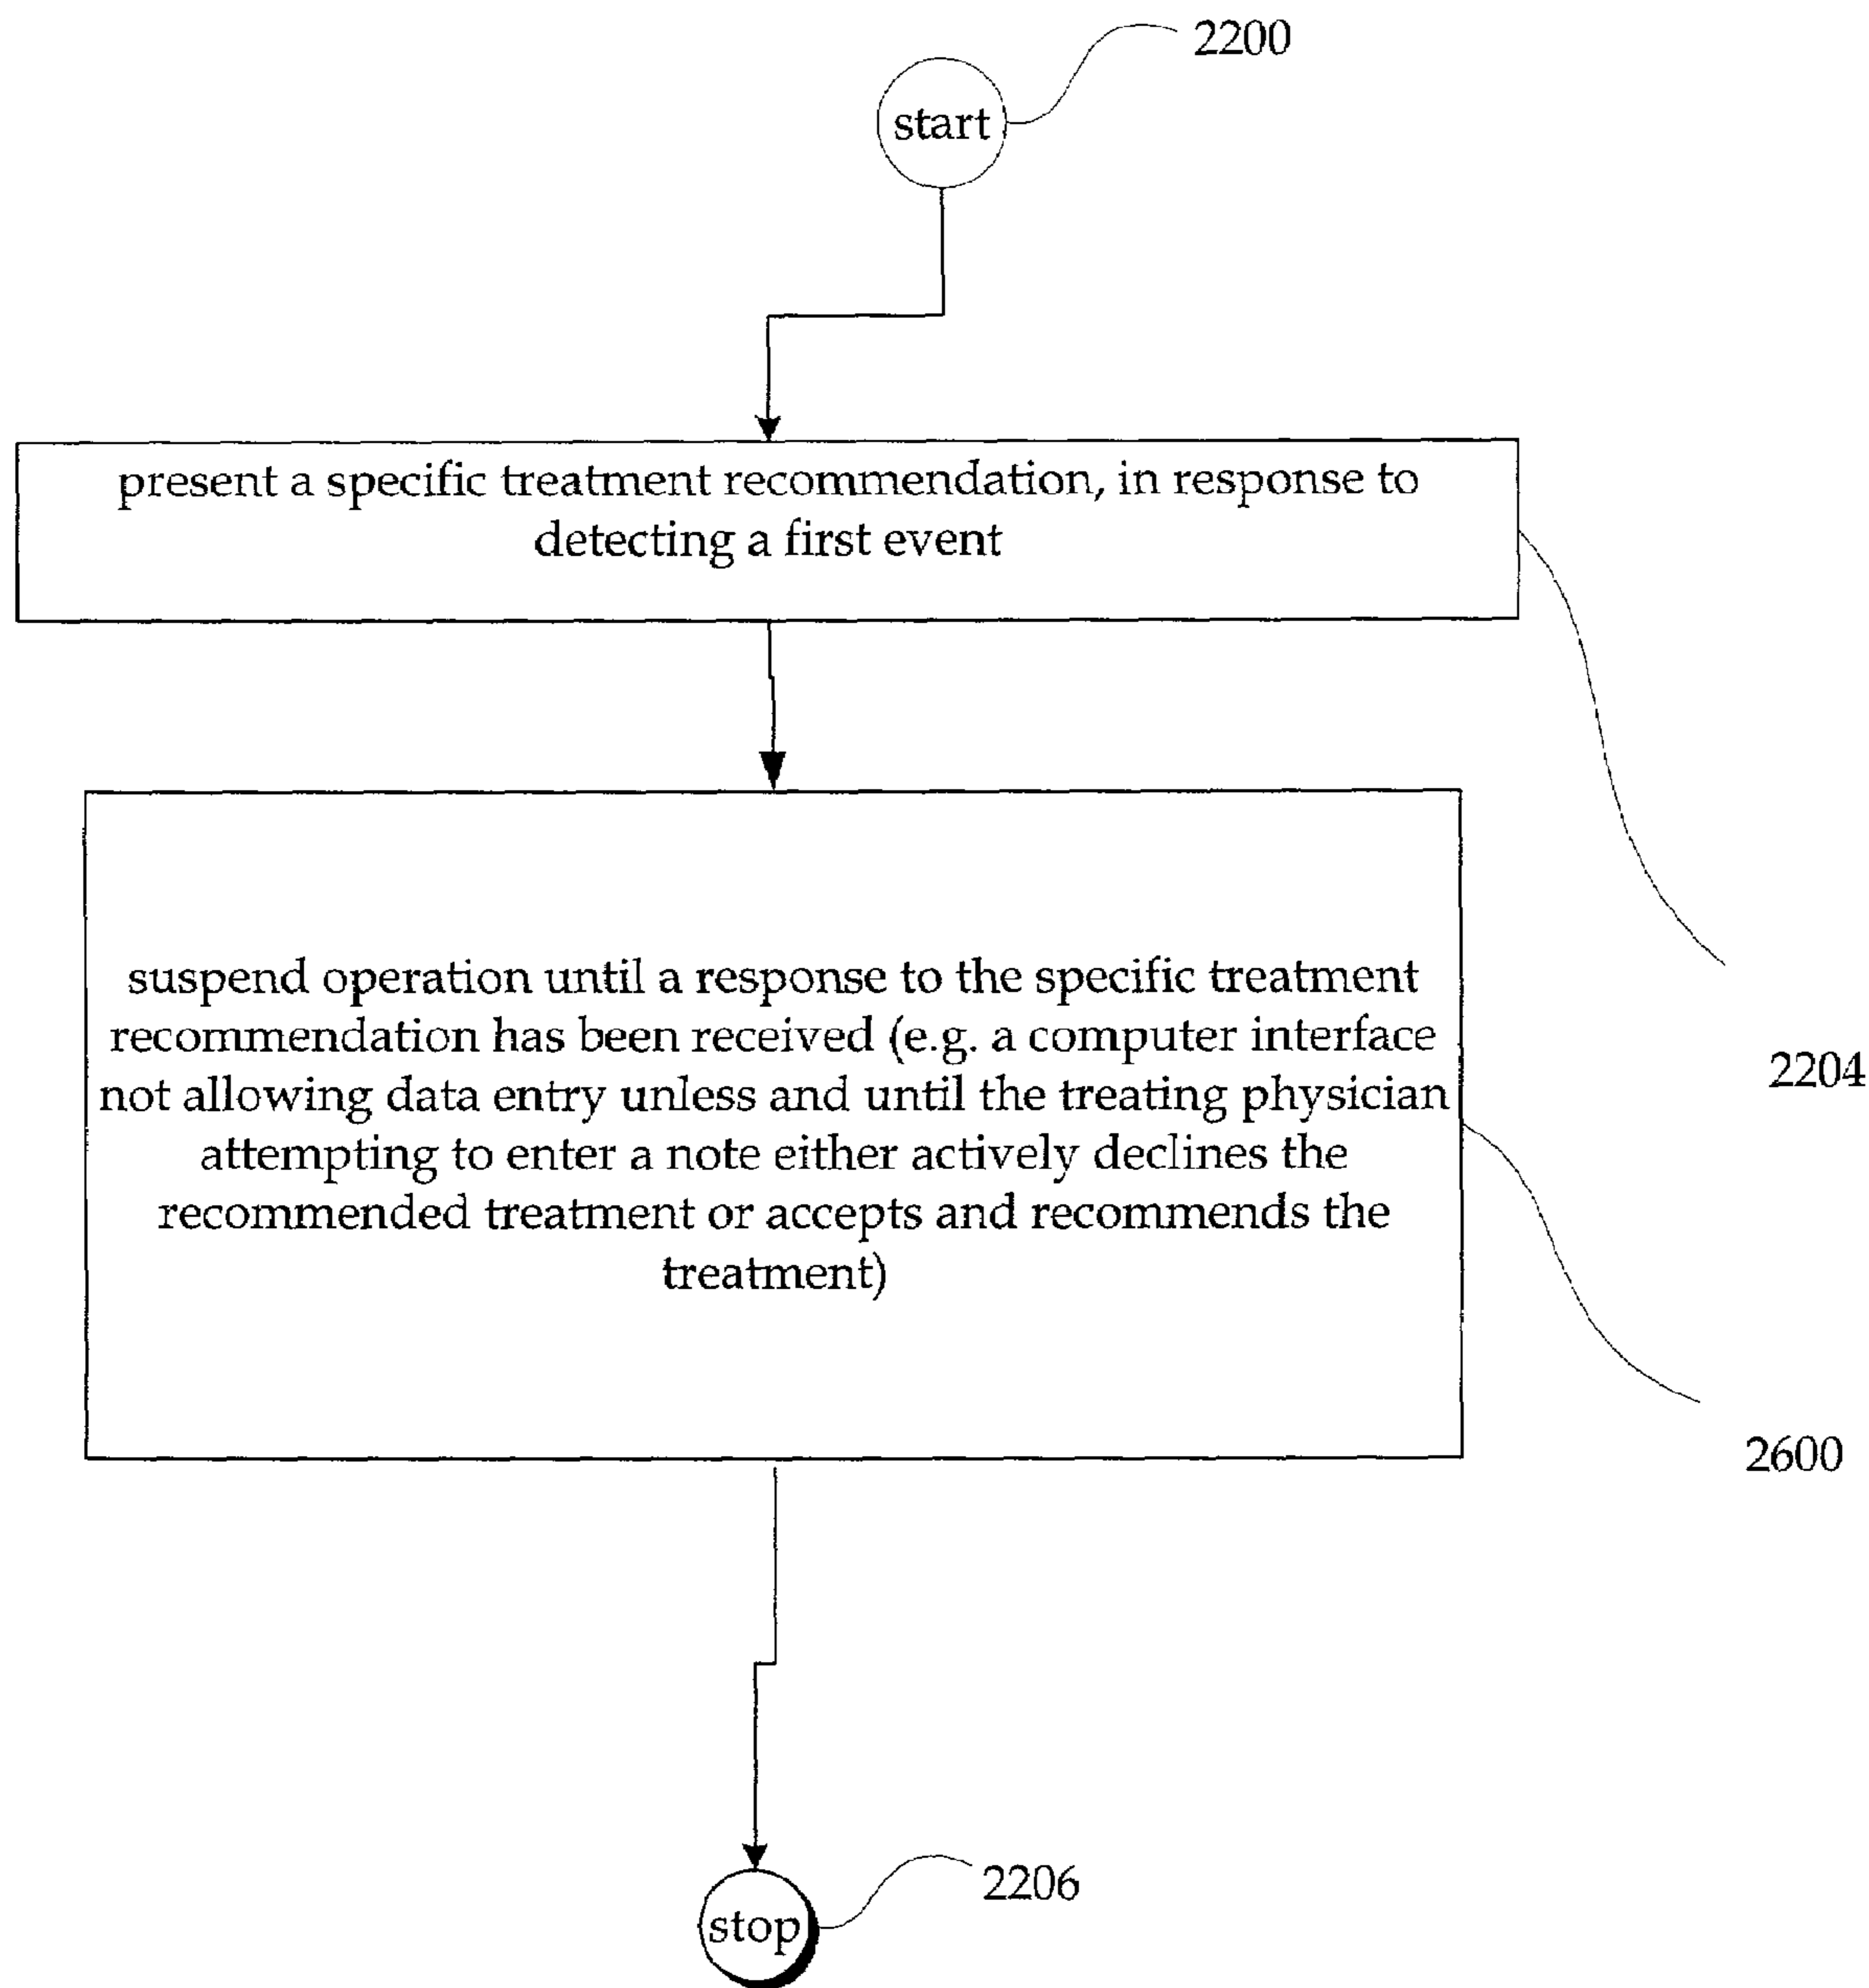 2200
start
present a specific treatment recommendation, in response to
detecting a first event
suspend operation until a response to the specific treatment
recommendation has been received (e.g. a computer interface
not allowing data entry unless and until the treating physician
attempting to enter a note either actively declines the
recommended treatment or accepts and recommends the
treatment)
2204
2600
2206
stop